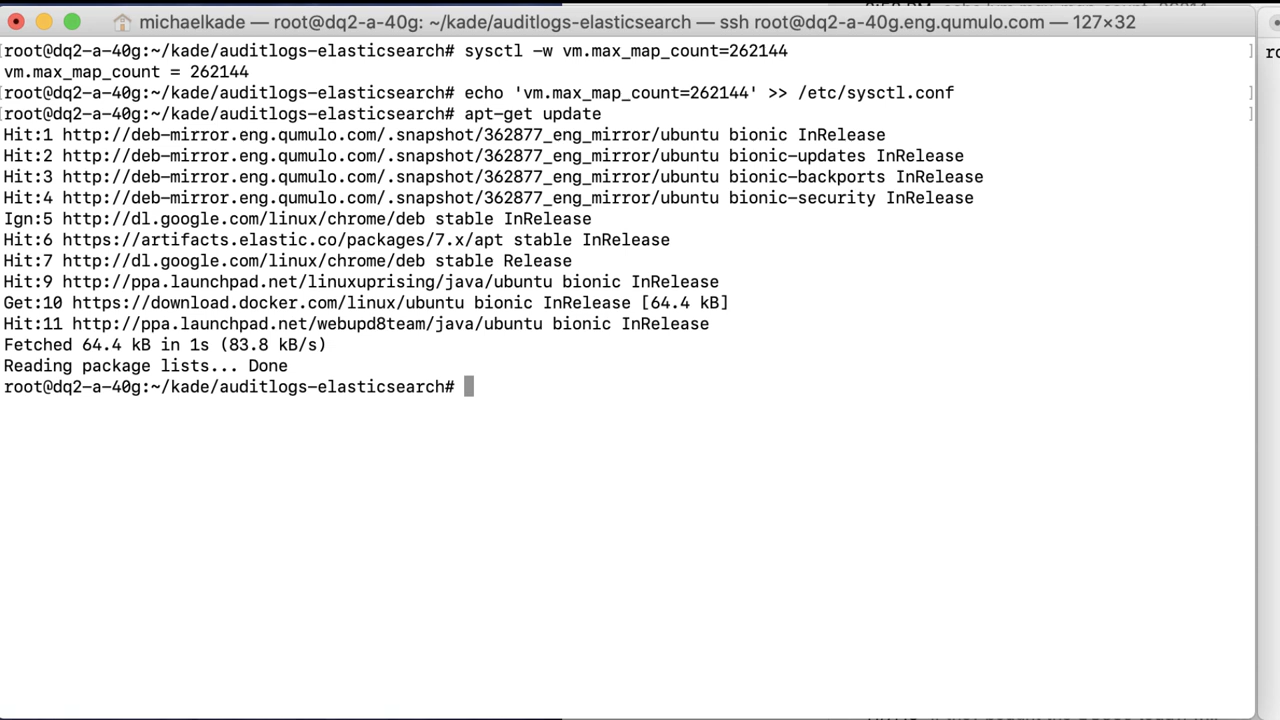 michaelkade — root@dq2-a-40g: ~/kade/auditlogs-elasticsearch — ssh root@dq2-a-40g.eng.qumulo.com — 127×32
[root@dq2-a-40g:~/kade/auditlogs-elasticsearch# sysctl -w vm.max_map_count=262144 ]
vm.max_map_count = 262144
[root@dq2-a-40g:~/kade/auditlogs-elasticsearch# echo 'vm.max_map_count=262144' >> /etc/sysctl.conf ]
[root@dq2-a-40g:~/kade/auditlogs-elasticsearch# apt-get update ]
Hit:1 http://deb-mirror.eng.qumulo.com/.snapshot/362877_eng_mirror/ubuntu bionic InRelease
Hit:2 http://deb-mirror.eng.qumulo.com/.snapshot/362877_eng_mirror/ubuntu bionic-updates InRelease
Hit:3 http://deb-mirror.eng.qumulo.com/.snapshot/362877_eng_mirror/ubuntu bionic-backports InRelease
Hit:4 http://deb-mirror.eng.qumulo.com/.snapshot/362877_eng_mirror/ubuntu bionic-security InRelease
Ign:5 http://dl.google.com/linux/chrome/deb stable InRelease
Hit:6 https://artifacts.elastic.co/packages/7.x/apt stable InRelease
Hit:7 http://dl.google.com/linux/chrome/deb stable Release
Hit:9 http://ppa.launchpad.net/linuxuprising/java/ubuntu bionic InRelease
Get:10 https://download.docker.com/linux/ubuntu bionic InRelease [64.4 kB]
Hit:11 http://ppa.launchpad.net/webupd8team/java/ubuntu bionic InRelease
Fetched 64.4 kB in 1s (83.8 kB/s)
Reading package lists... Done
root@dq2-a-40g:~/kade/auditlogs-elasticsearch#